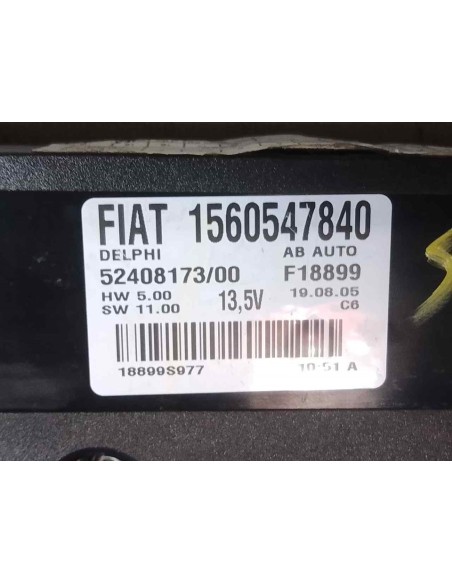 FIAT 1560547840
DELPHI AB AUTO
52408173/00 F18899
HW 5.00 13,5V 19.08.05
SW 11.00 C6
18899S977 10:51 A